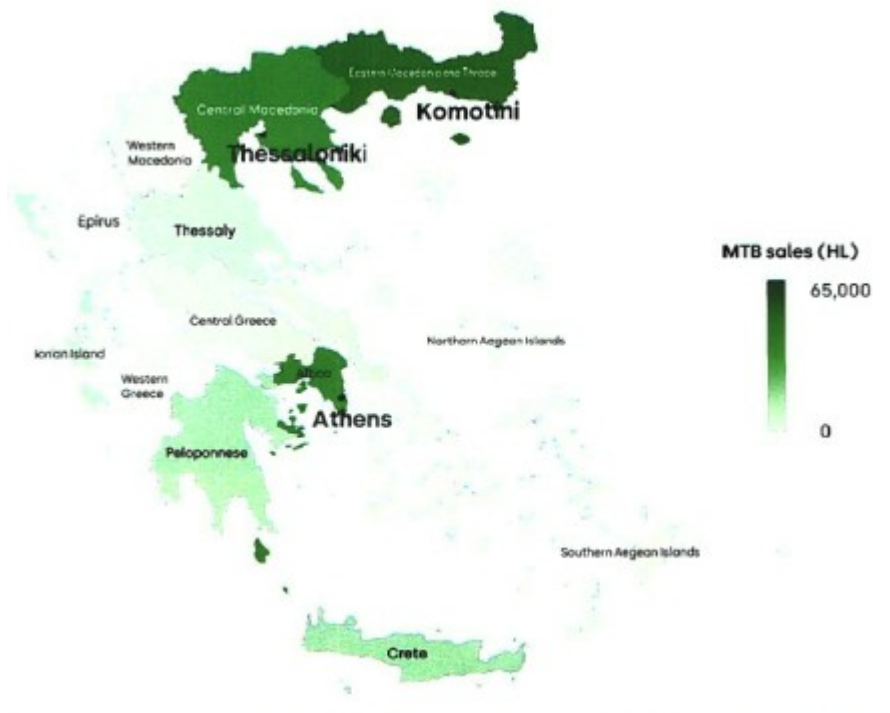 Eastern Macedonia and Thrace
Central Macedonia
Komotini
Western
Macedonia
Thessaloniki
Epirus
Thessaly
MTB sales (HL)
65,000
Central Greece
Northern Aegean Islands
Ionian Island
Western
Greece
Attica
Athens
0
Peloponnese
Southern Aegean Islands
Crete